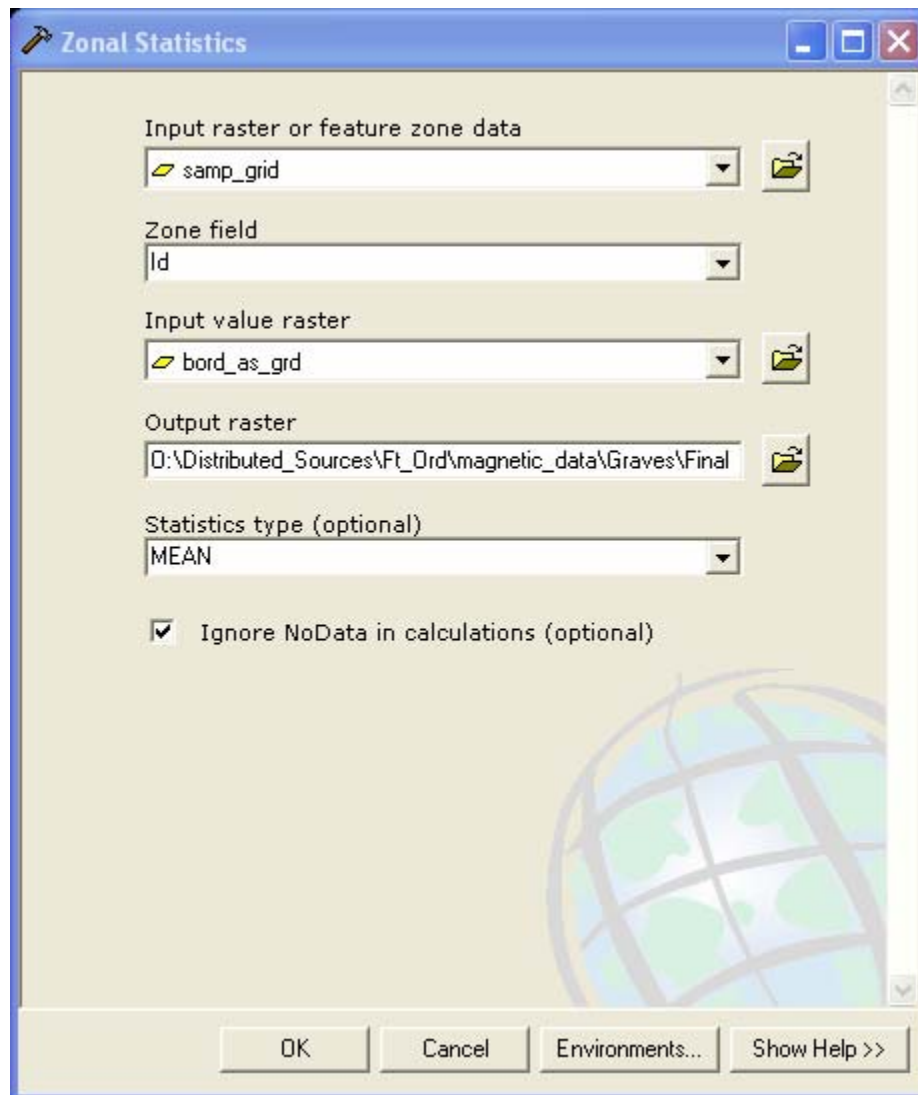 Zonal Statistics
Input raster or feature zone data
samp_grid
Zone field
Id
Input value raster
bord_as_grd
Output raster
O:\Distributed_Sources\Ft_Ord\magnetic_data\Graves\Final
Statistics type (optional)
MEAN
Ignore NoData in calculations (optional)
OK
Cancel
Environments...
Show Help >>